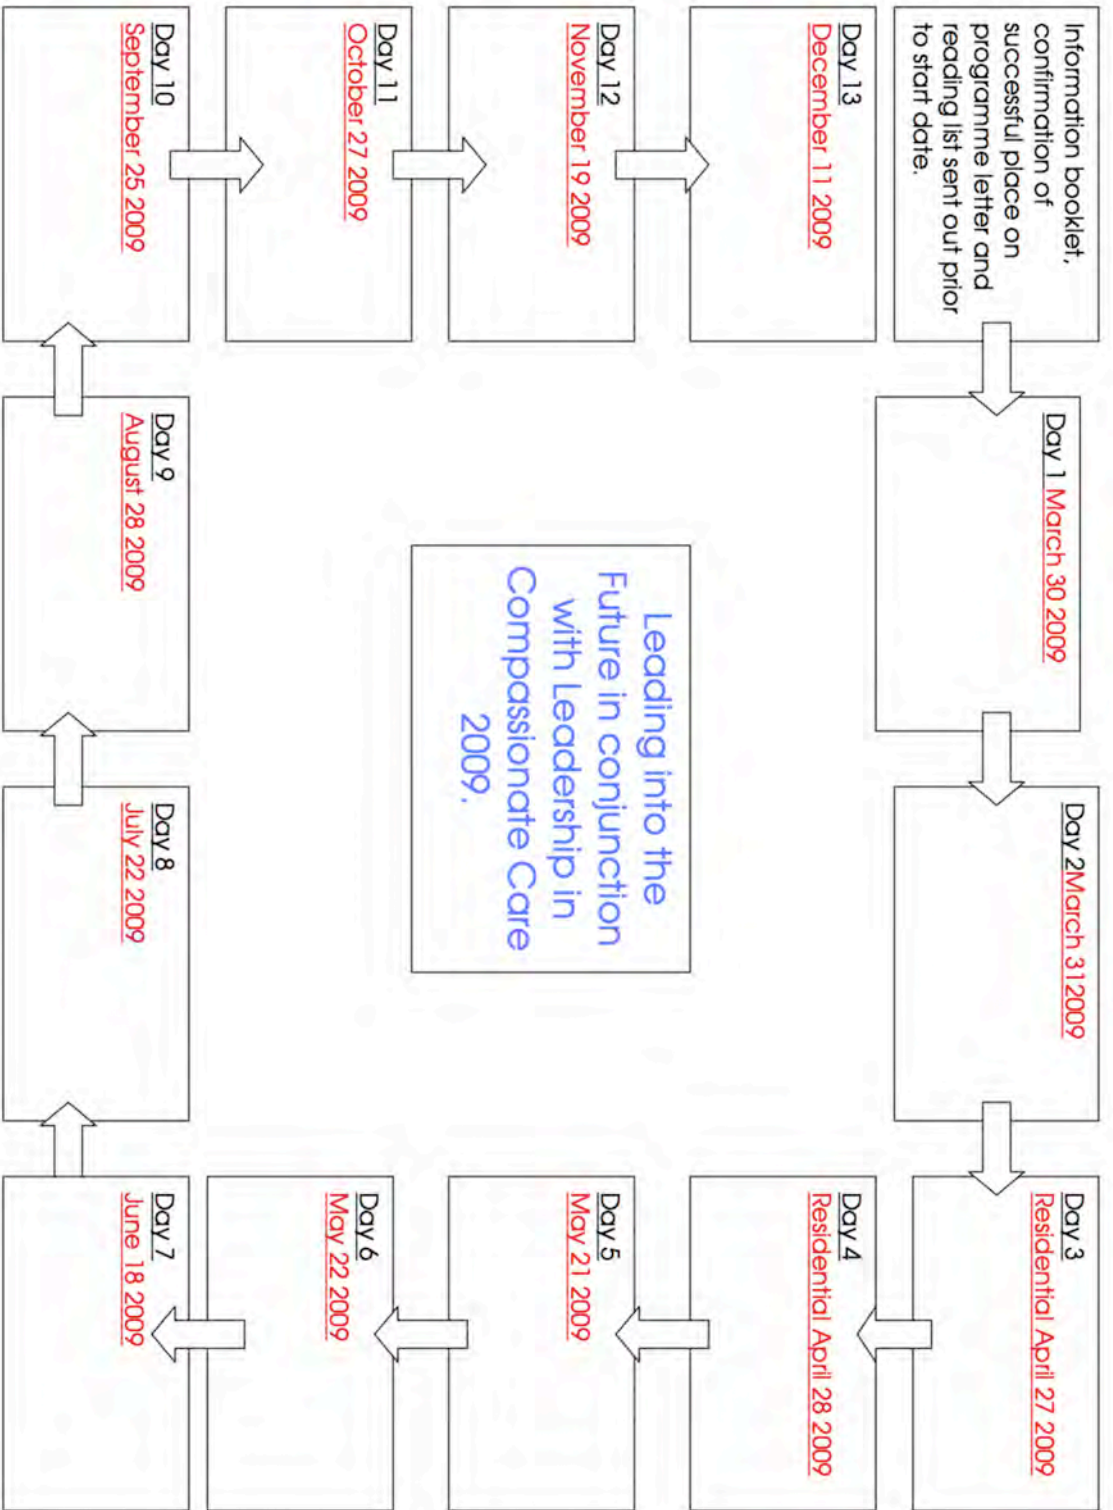 Information booklet,
confirmation of
successful place on
programme letter and
reading list sent out prior
to start date.
Day 1 March 30 2009
Day 2March 312009
Day 3
Residential April 27 2009
Day 4
Residential April 28 2009
Day 5
May 21 2009
Day 6
May 22 2009
Day 7
June 18 2009
Day 8
July 22 2009
Day 9
August 28 2009
Day 10
September 25 2009
Day 11
October 27 2009
Day 12
November 19 2009
Day 13
December 11 2009
Leading into the
Future in conjunction
with Leadership in
Compassionate Care
2009.